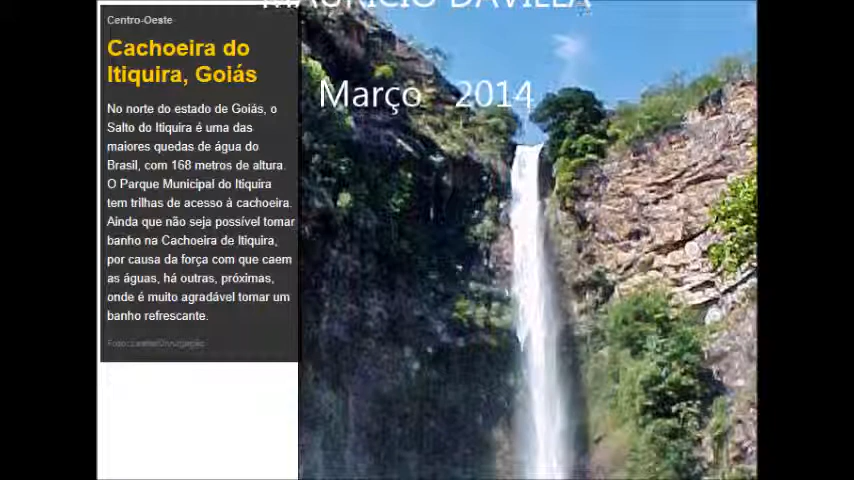 MAURICIO DAVILLA
Março 2014
Centro-Oeste
Cachoeira do
Itiquira, Goiás
No norte do estado de Goiás, o
Salto do Itiquira é uma das
maiores quedas de água do
Brasil, com 168 metros de altura.
O Parque Municipal do Itiquira
tem trilhas de acesso à cachoeira.
Ainda que não seja possível tomar
banho na Cachoeira de Itiquira,
por causa da força com que caem
as águas, há outras, próximas,
onde é muito agradável tomar um
banho refrescante.